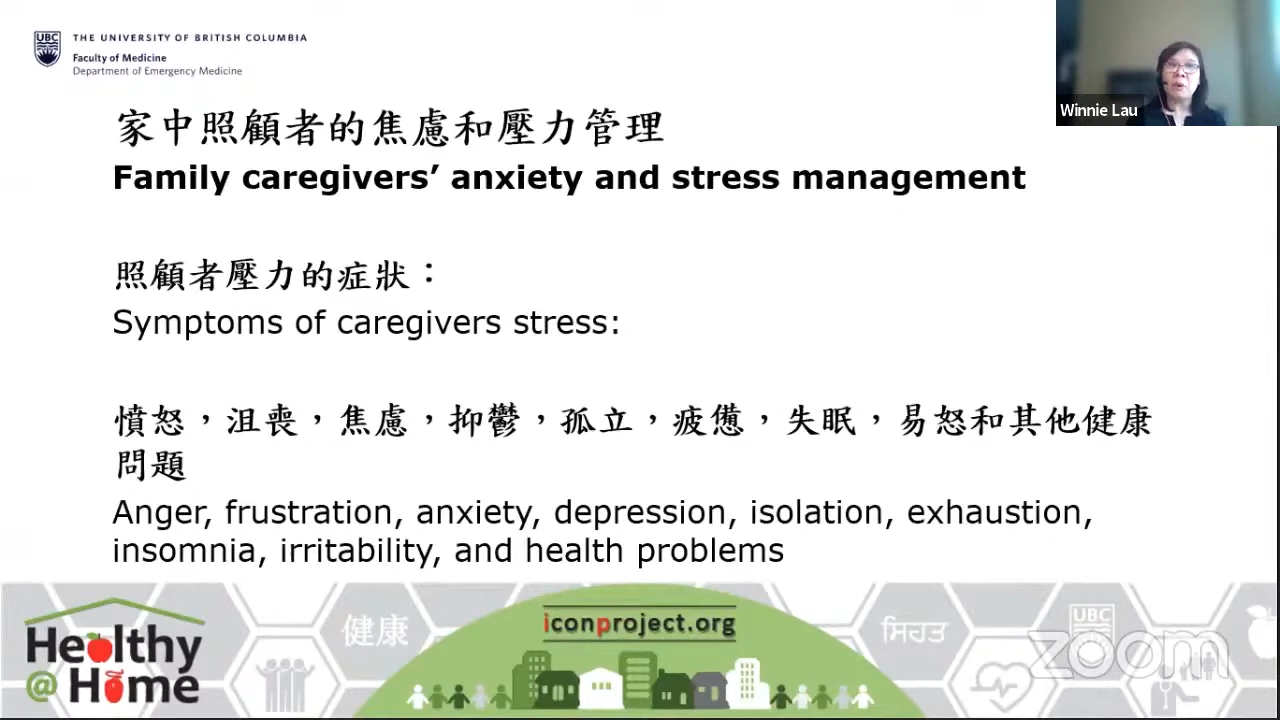 UBC
THE UNIVERSITY OF BRITISH COLUMBIA
Faculty of Medicine
Department of Emergency Medicine
Winnie Lau
家中照顧者的焦慮和壓力管理
Family caregivers’ anxiety and stress management
照顧者壓力的症狀：
Symptoms of caregivers stress:
憤怒，沮喪，焦慮，抑鬱，孤立，疲憊，失眠，易怒和其他健康
問題
Anger, frustration, anxiety, depression, isolation, exhaustion,
insomnia, irritability, and health problems
Healthy
@ Home
健康
iconproject.org
ਸਿਹਤ
UBC
zoom